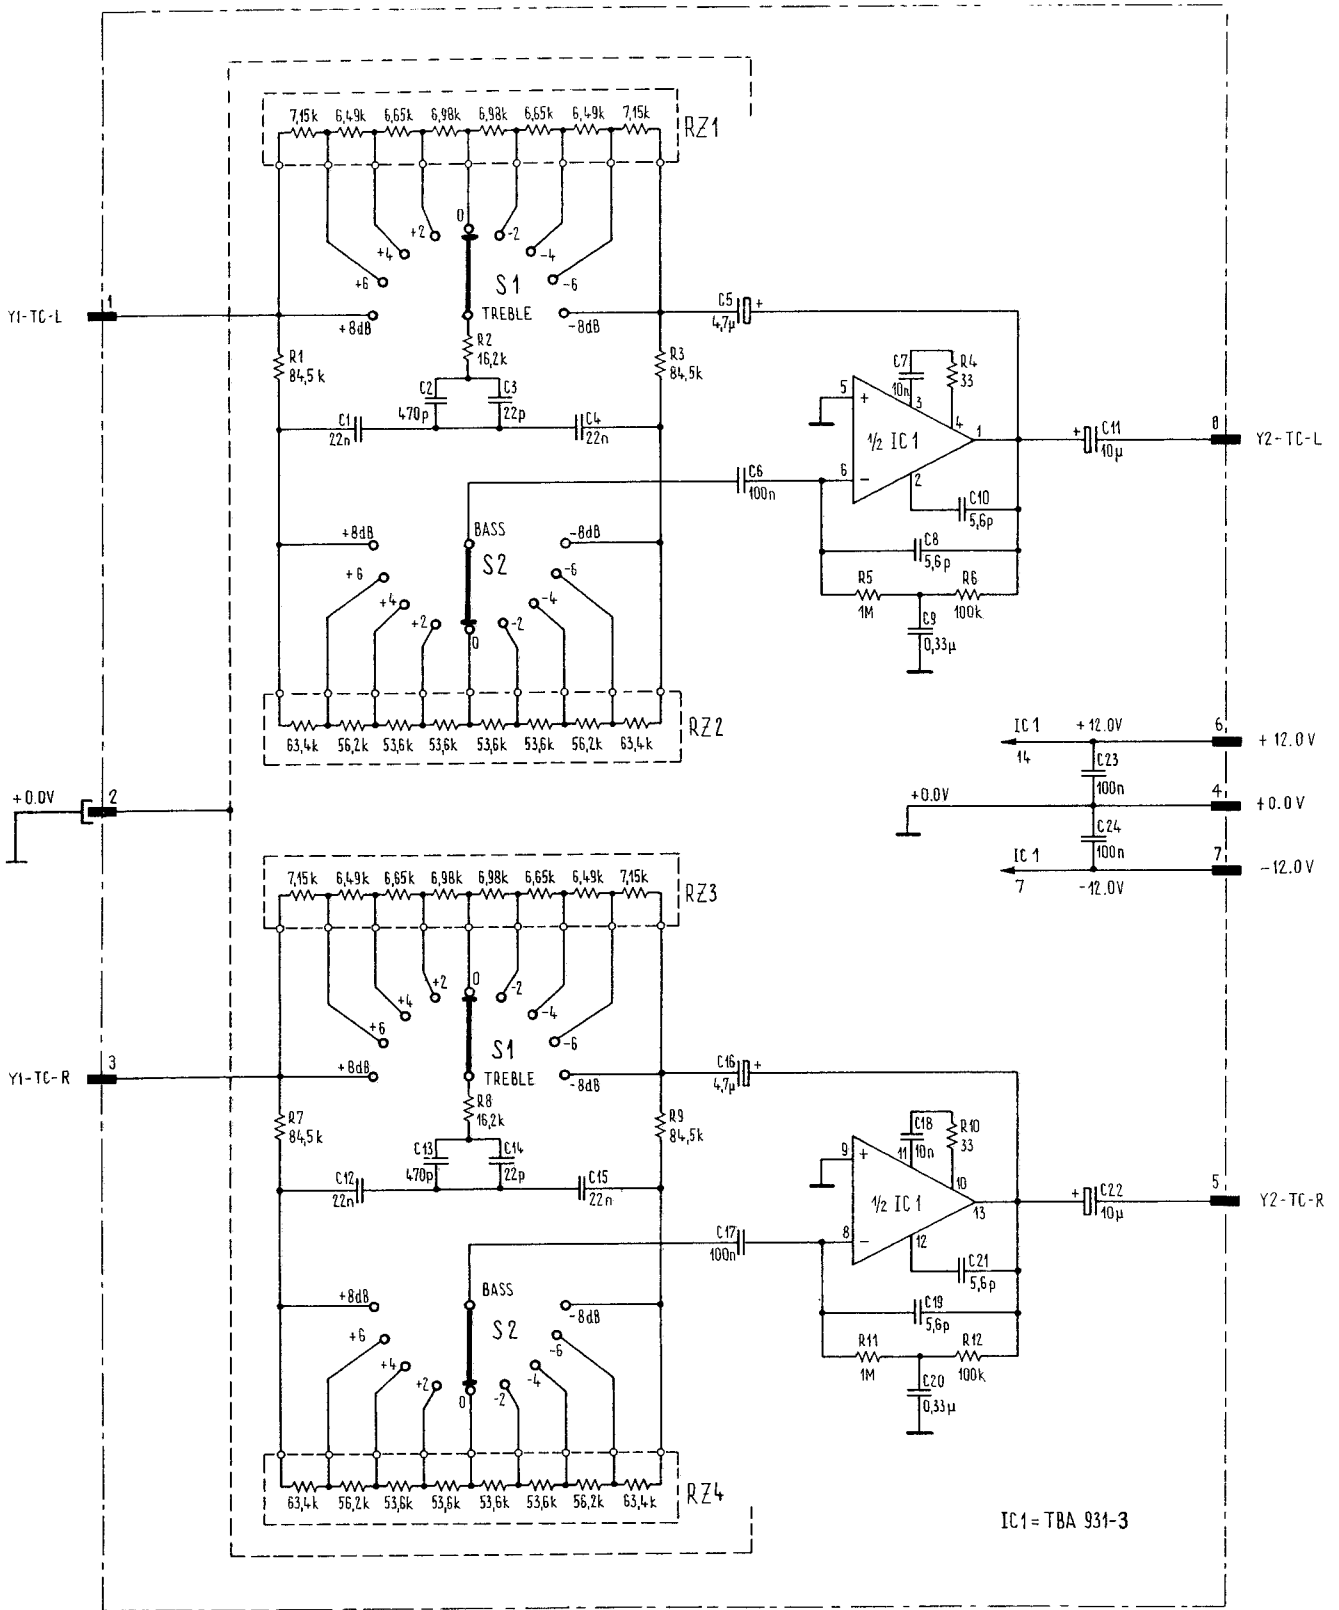 7,15k 6,49k 6,65k 6,98k 6,98k 6,65k 6,49k 7,15k
RZ1
0
+2 -2
+4 -4
+6 S1 -6
+8dB TREBLE -8dB
Y1-TC-L 1
C5 +
4,7µ
R2
16,2k
R1
84,5k
R3
84,5k
C2 C3
470p 22p
C1 C4
22n 22n
C7 R4
10n 33
5 + 3 4
1/2 IC1 1
6 - 2
+ C11
10µ
8 Y2-TC-L
C6
100n
C10
5,6p
C8
5,6p
R5 R6
1M 100k
C9
0,33µ
+8dB BASS -8dB
+6 S2 -6
+4 -4
+2 0 -2
63,4k 56,2k 53,6k 53,6k 53,6k 53,6k 56,2k 63,4k
RZ2
IC1 +12.0V 6 +12.0V
14 C23
100n
+0.0V 4 +0.0V
C24
100n
IC1 7 -12.0V
7 -12.0V
+0.0V 2
7,15k 6,49k 6,65k 6,98k 6,98k 6,65k 6,49k 7,15k
RZ3
0
+2 -2
+4 -4
+6 S1 -6
+8dB TREBLE -8dB
Y1-TC-R 3
C16 +
4,7µ
R8
16,2k
R7
84,5k
R9
84,5k
C13 C14
470p 22p
C12 C15
22n 22n
C18 R10
10n 33
9 + 11 10
1/2 IC1 13
8 - 12
+ C22
10µ
5 Y2-TC-R
C17
100n
C21
5,6p
C19
5,6p
R11 R12
1M 100k
C20
0,33µ
+8dB BASS -8dB
+6 S2 -6
+4 -4
+2 0 -2
63,4k 56,2k 53,6k 53,6k 53,6k 53,6k 56,2k 63,4k
RZ4
IC1=TBA 931-3